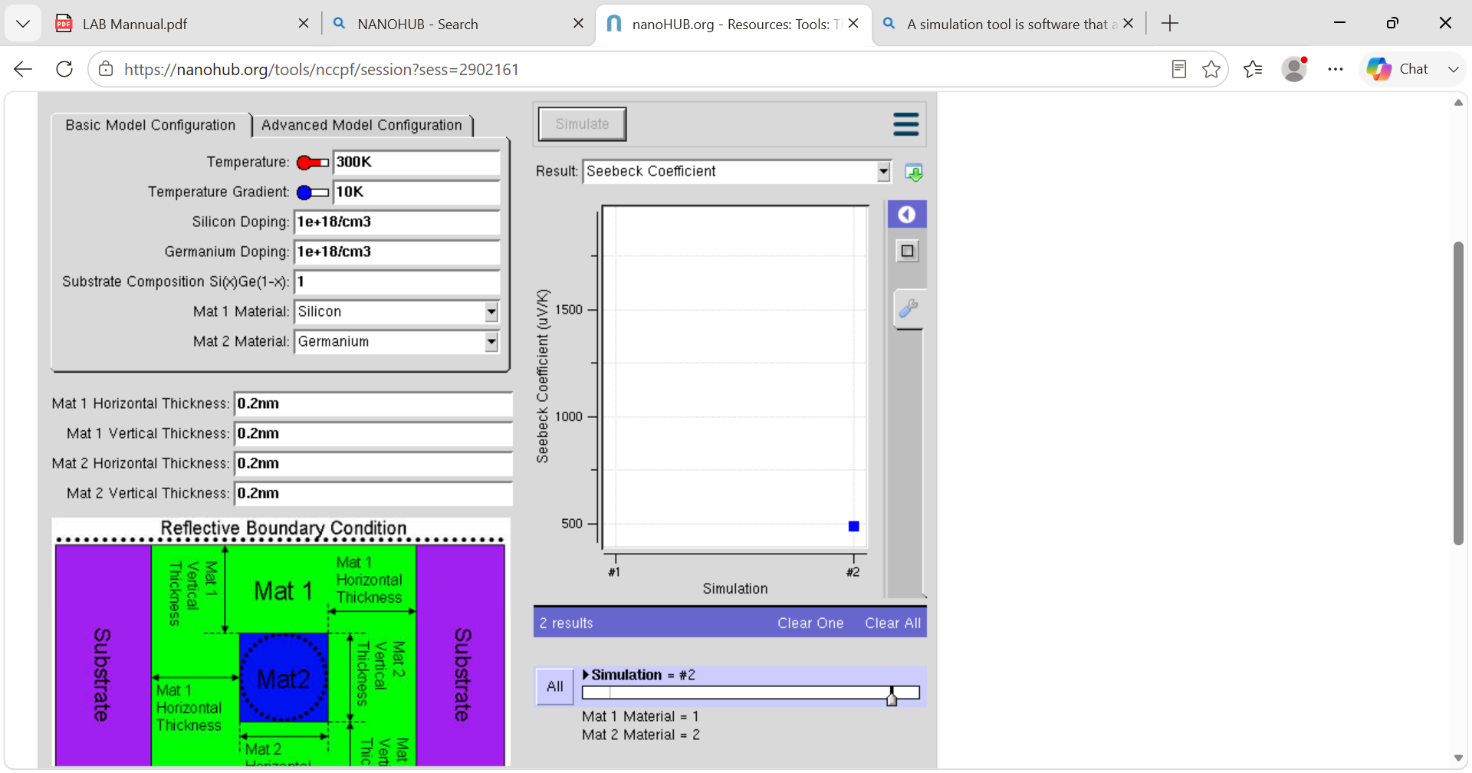 LAB Mannual.pdf
NANOHUB - Search
nanoHUB.org - Resources: Tools: T
A simulation tool is software that a
https://nanohub.org/tools/nccpf/session?sess=2902161
Chat
Basic Model Configuration
Advanced Model Configuration
Temperature: 300K
Temperature Gradient: 10K
Silicon Doping: 1e+18/cm3
Germanium Doping: 1e+18/cm3
Substrate Composition Si(x)Ge(1-x): 1
Mat 1 Material: Silicon
Mat 2 Material: Germanium
Mat 1 Horizontal Thickness: 0.2nm
Mat 1 Vertical Thickness: 0.2nm
Mat 2 Horizontal Thickness: 0.2nm
Mat 2 Vertical Thickness: 0.2nm
Reflective Boundary Condition
Substrate
Mat 1
Vertical
Thickness
Mat 1
Mat 1
Horizontal
Thickness
Mat2
Mat 2
Vertical
Thickness
Substrate
Mat 1
Horizontal
Thickness
Mat 2
Mat
Simulate
Result: Seebeck Coefficient
Seebeck Coefficient (uV/K)
1500
1000
500
#1
#2
Simulation
2 results
Clear One
Clear All
All
Simulation = #2
Mat 1 Material = 1
Mat 2 Material = 2